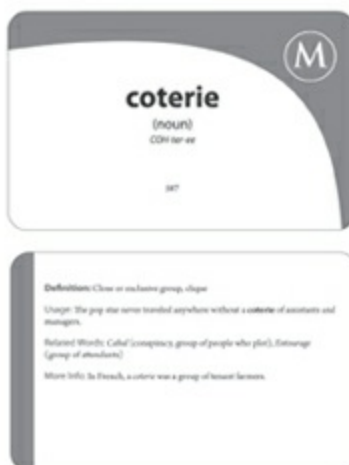 M
coterie
(noun)
COH ter ee
387
Definition: Close or exclusive group, clique
Usage: The pop star never traveled anywhere without a coterie of assistants and
managers.
Related Words: Cabal (conspiracy, group of people who plot), Entourage
(group of attendants)
More Info: In French, a coterie was a group of tenant farmers.